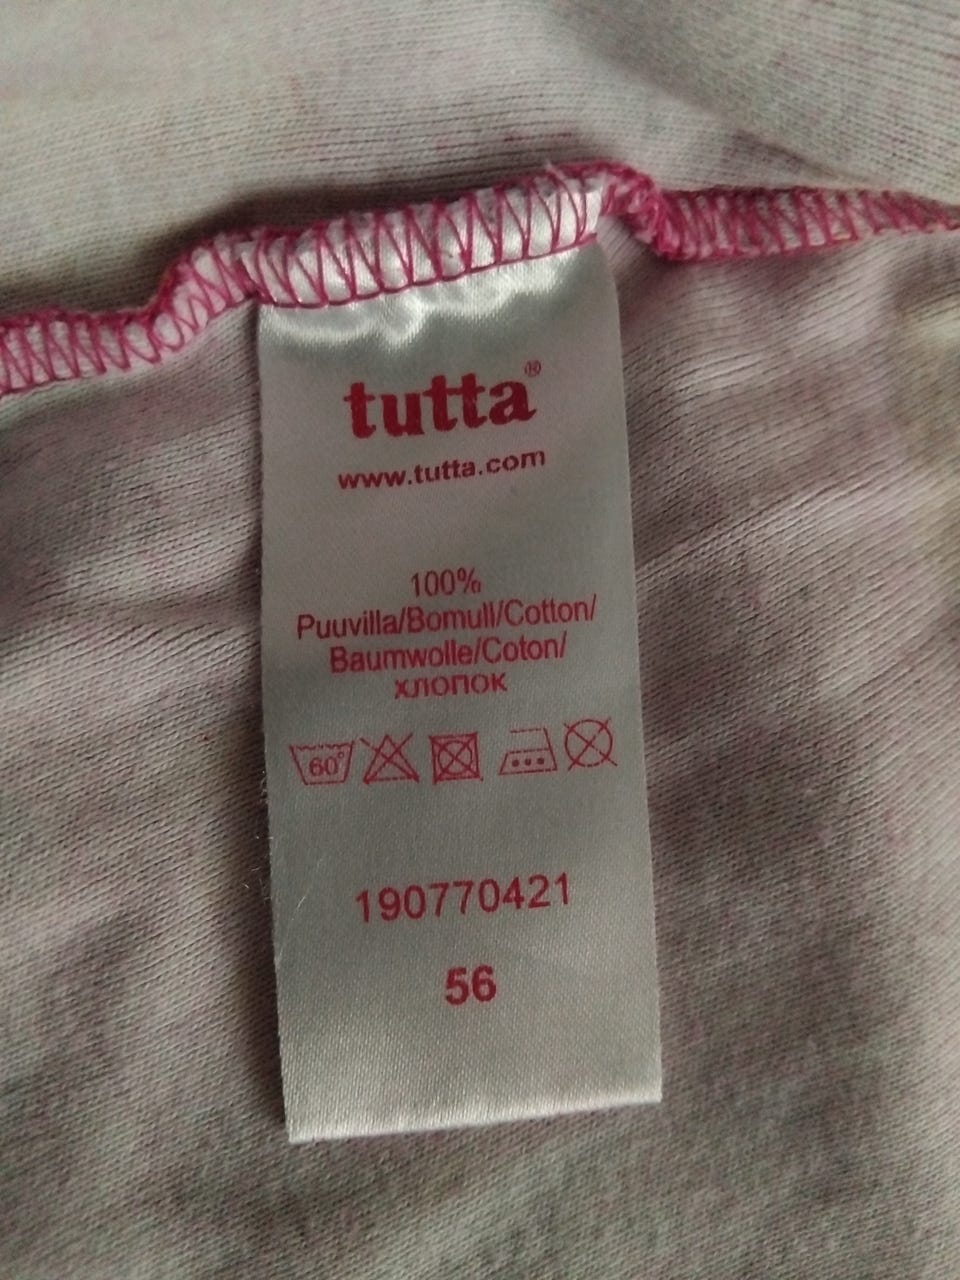 tutta®
www.tutta.com
100%
Puuvilla/Bomull/Cotton/
Baumwolle/Coton/
хлопок
60°
190770421
56